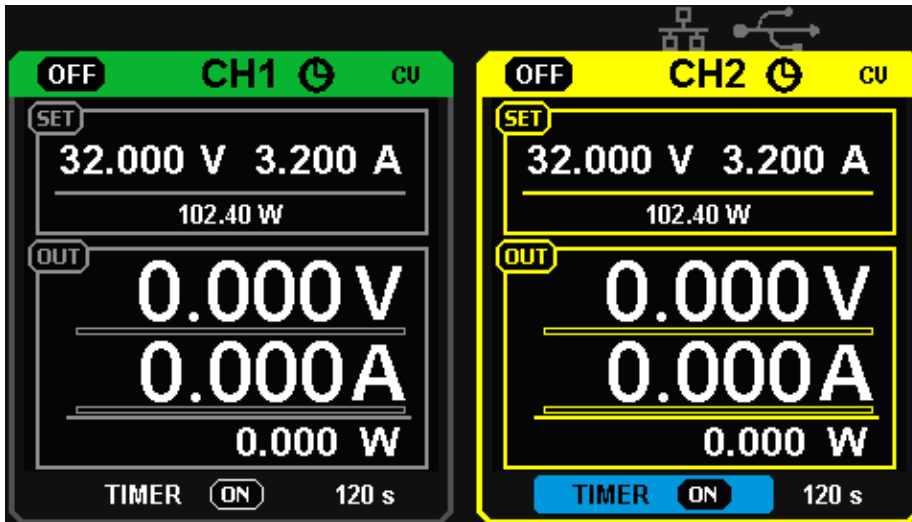 OFF CH1 CV
SET
32.000 V 3.200 A
102.40 W
OUT
0.000 V
0.000 A
0.000 W
TIMER ON 120 s
OFF CH2 CV
SET
32.000 V 3.200 A
102.40 W
OUT
0.000 V
0.000 A
0.000 W
TIMER ON 120 s